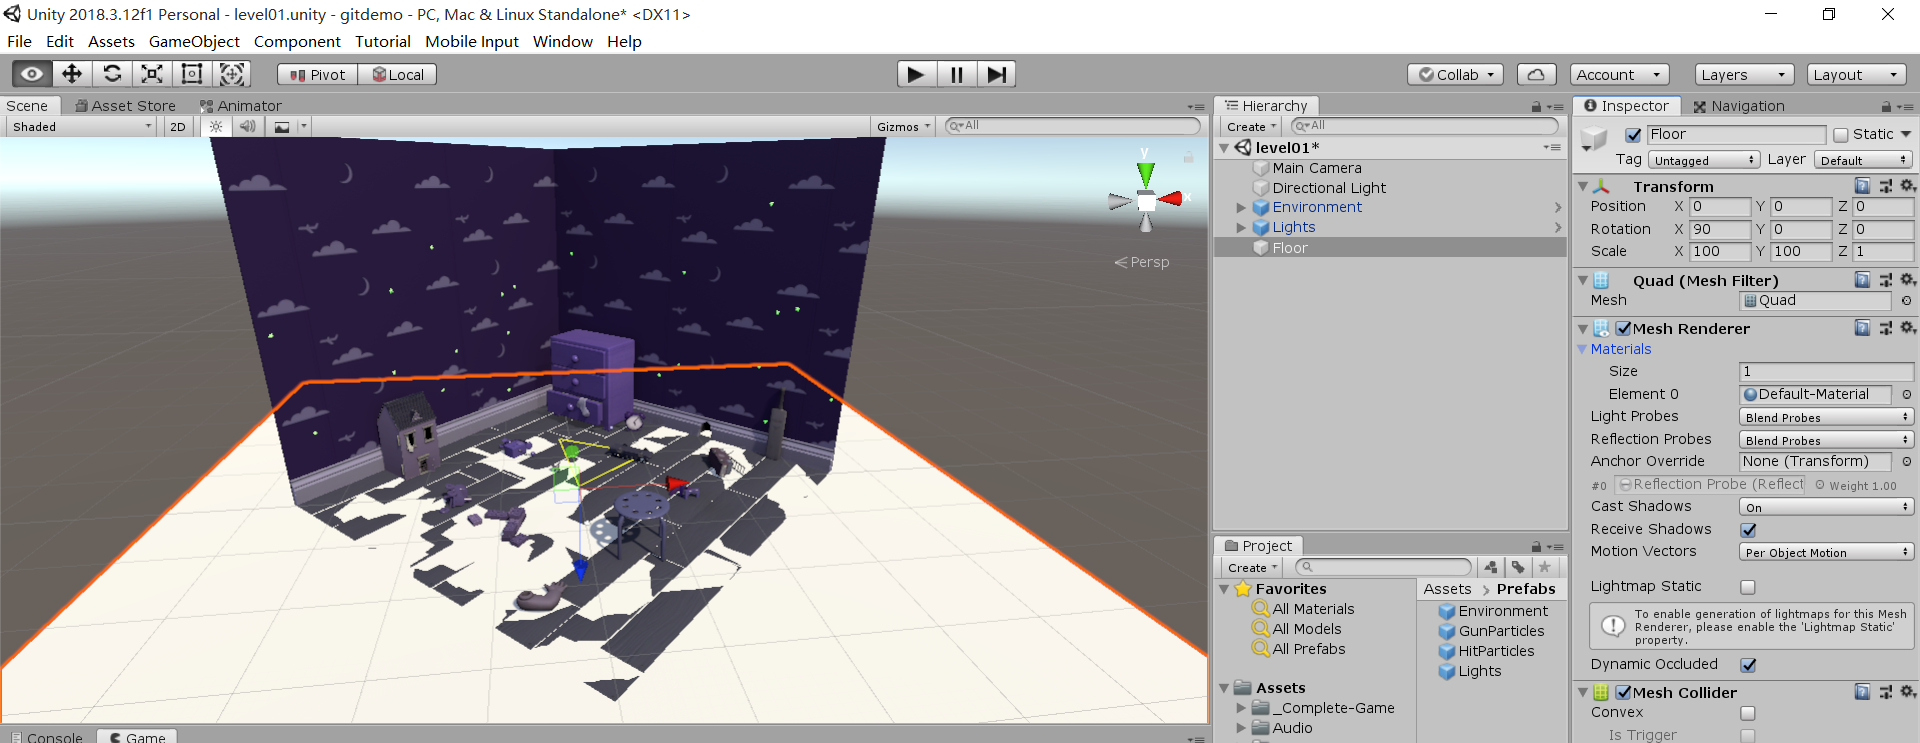 Unity 2018.3.12f1 Personal - level01.unity - gitdemo - PC, Mac & Linux Standalone* <DX11>
File Edit Assets GameObject Component Tutorial Mobile Input Window Help
Pivot Local Collab Account Layers Layout
Scene Asset Store Animator
Shaded 2D Gizmos All
y
x
Persp
Hierarchy
Create All
level01*
Main Camera
Directional Light
Environment
Lights
Floor
Project
Create
Favorites
All Materials
All Models
All Prefabs
Assets
_Complete-Game
Audio
Assets Prefabs
Environment
GunParticles
HitParticles
Lights
Inspector Navigation
Floor Static
Tag Untagged Layer Default
Transform
Position X 0 Y 0 Z 0
Rotation X 90 Y 0 Z 0
Scale X 100 Y 100 Z 1
Quad (Mesh Filter)
Mesh Quad
Mesh Renderer
Materials
Size 1
Element 0 Default-Material
Light Probes Blend Probes
Reflection Probes Blend Probes
Anchor Override None (Transform)
#0 Reflection Probe (Reflect Weight 1.00
Cast Shadows On
Receive Shadows
Motion Vectors Per Object Motion
Lightmap Static
To enable generation of lightmaps for this Mesh
Renderer, please enable the 'Lightmap Static'
property.
Dynamic Occluded
Mesh Collider
Convex
Is Trigger
Console Game